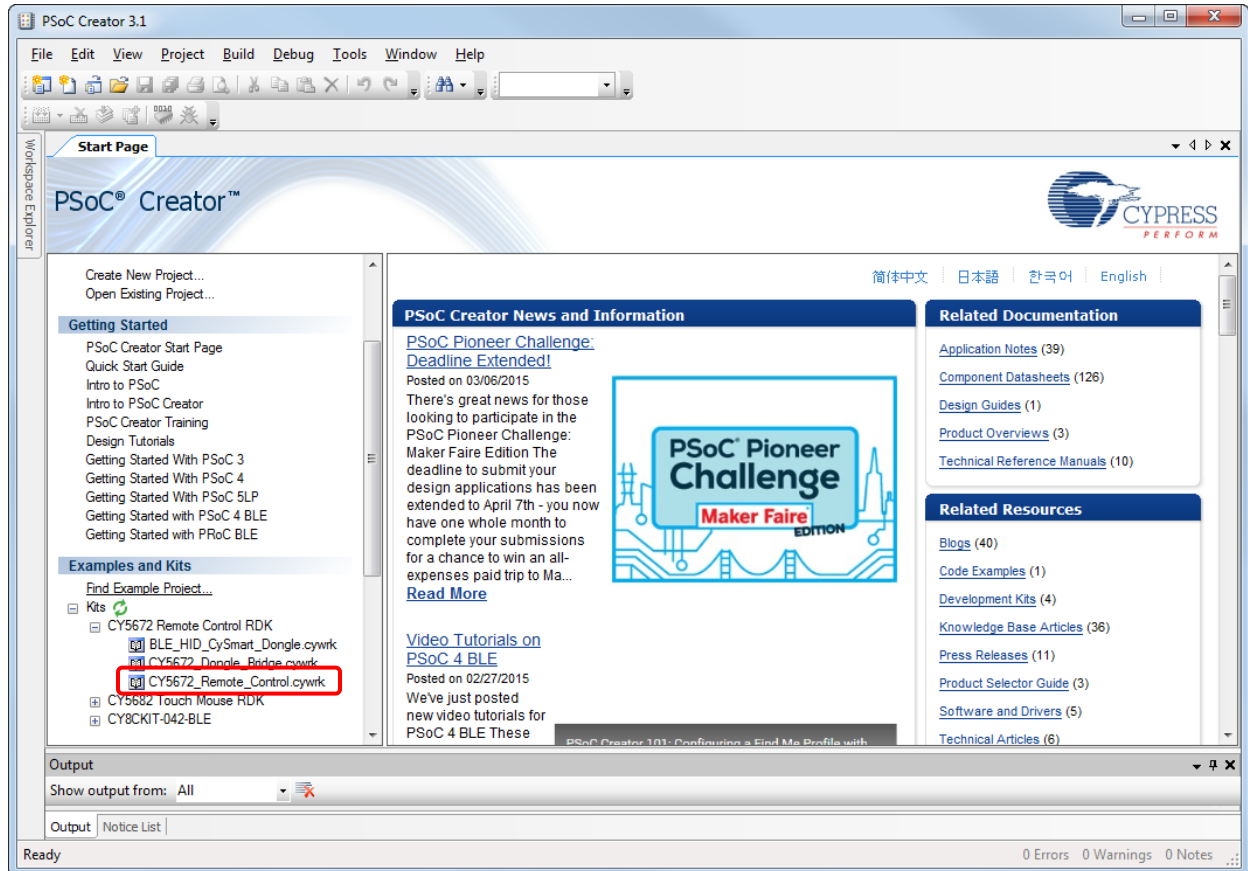 PSoC Creator 3.1
File Edit View Project Build Debug Tools Window Help
Workspace Explorer
Start Page
PSoC® Creator™
CYPRESS
PERFORM
Create New Project...
Open Existing Project...
Getting Started
PSoC Creator Start Page
Quick Start Guide
Intro to PSoC
Intro to PSoC Creator
PSoC Creator Training
Design Tutorials
Getting Started With PSoC 3
Getting Started With PSoC 4
Getting Started With PSoC 5LP
Getting Started with PSoC 4 BLE
Getting Started with PRoC BLE
Examples and Kits
Find Example Project...
Kits
CY5672 Remote Control RDK
BLE_HID_CySmart_Dongle.cywrk
CY5672_Dongle_Bridge.cywrk
CY5672_Remote_Control.cywrk
CY5682 Touch Mouse RDK
CY8CKIT-042-BLE
简体中文 日本語 한국어 English
PSoC Creator News and Information
PSoC Pioneer Challenge:
Deadline Extended!
Posted on 03/06/2015
There's great news for those
looking to participate in the
PSoC Pioneer Challenge:
Maker Faire Edition The
deadline to submit your
design applications has been
extended to April 7th - you now
have one whole month to
complete your submissions
for a chance to win an all-
expenses paid trip to Ma...
Read More
PSoC® Pioneer
Challenge
Maker Faire
EDITION
Video Tutorials on
PSoC 4 BLE
Posted on 02/27/2015
We've just posted
new video tutorials for
PSoC 4 BLE These
PSoC Creator 101: Configuring a Find Me Profile with
Related Documentation
Application Notes (39)
Component Datasheets (126)
Design Guides (1)
Product Overviews (3)
Technical Reference Manuals (10)
Related Resources
Blogs (40)
Code Examples (1)
Development Kits (4)
Knowledge Base Articles (36)
Press Releases (11)
Product Selector Guide (3)
Software and Drivers (5)
Technical Articles (6)
Output
Show output from: All
Output Notice List
Ready 0 Errors 0 Warnings 0 Notes